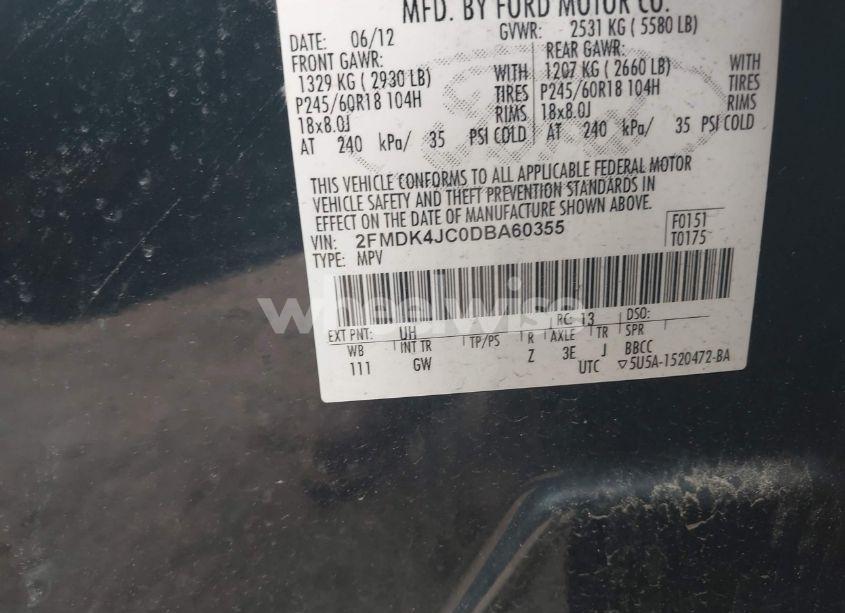 MFD. BY FORD MOTOR CO.
DATE: 06/12 GVWR: 2531 KG ( 5580 LB)
FRONT GAWR: REAR GAWR:
1329 KG ( 2930 LB) WITH 1207 KG ( 2660 LB) WITH
P245/60R18 104H TIRES P245/60R18 104H TIRES
18x8.0J RIMS 18x8.0J RIMS
AT 240 kPa/ 35 PSI COLD AT 240 kPa/ 35 PSI COLD
THIS VEHICLE CONFORMS TO ALL APPLICABLE FEDERAL MOTOR
VEHICLE SAFETY AND THEFT PREVENTION STANDARDS IN
EFFECT ON THE DATE OF MANUFACTURE SHOWN ABOVE.
VIN: 2FMDK4JC0DBA60355 F0151
TYPE: MPV T0175
wheelwise
EXT PNT: UH RC: 13 DSO:
WB INT TR TP/PS R AXLE TR SPR
111 GW Z 3E J BBCC
UTC ▽5U5A-1520472-BA